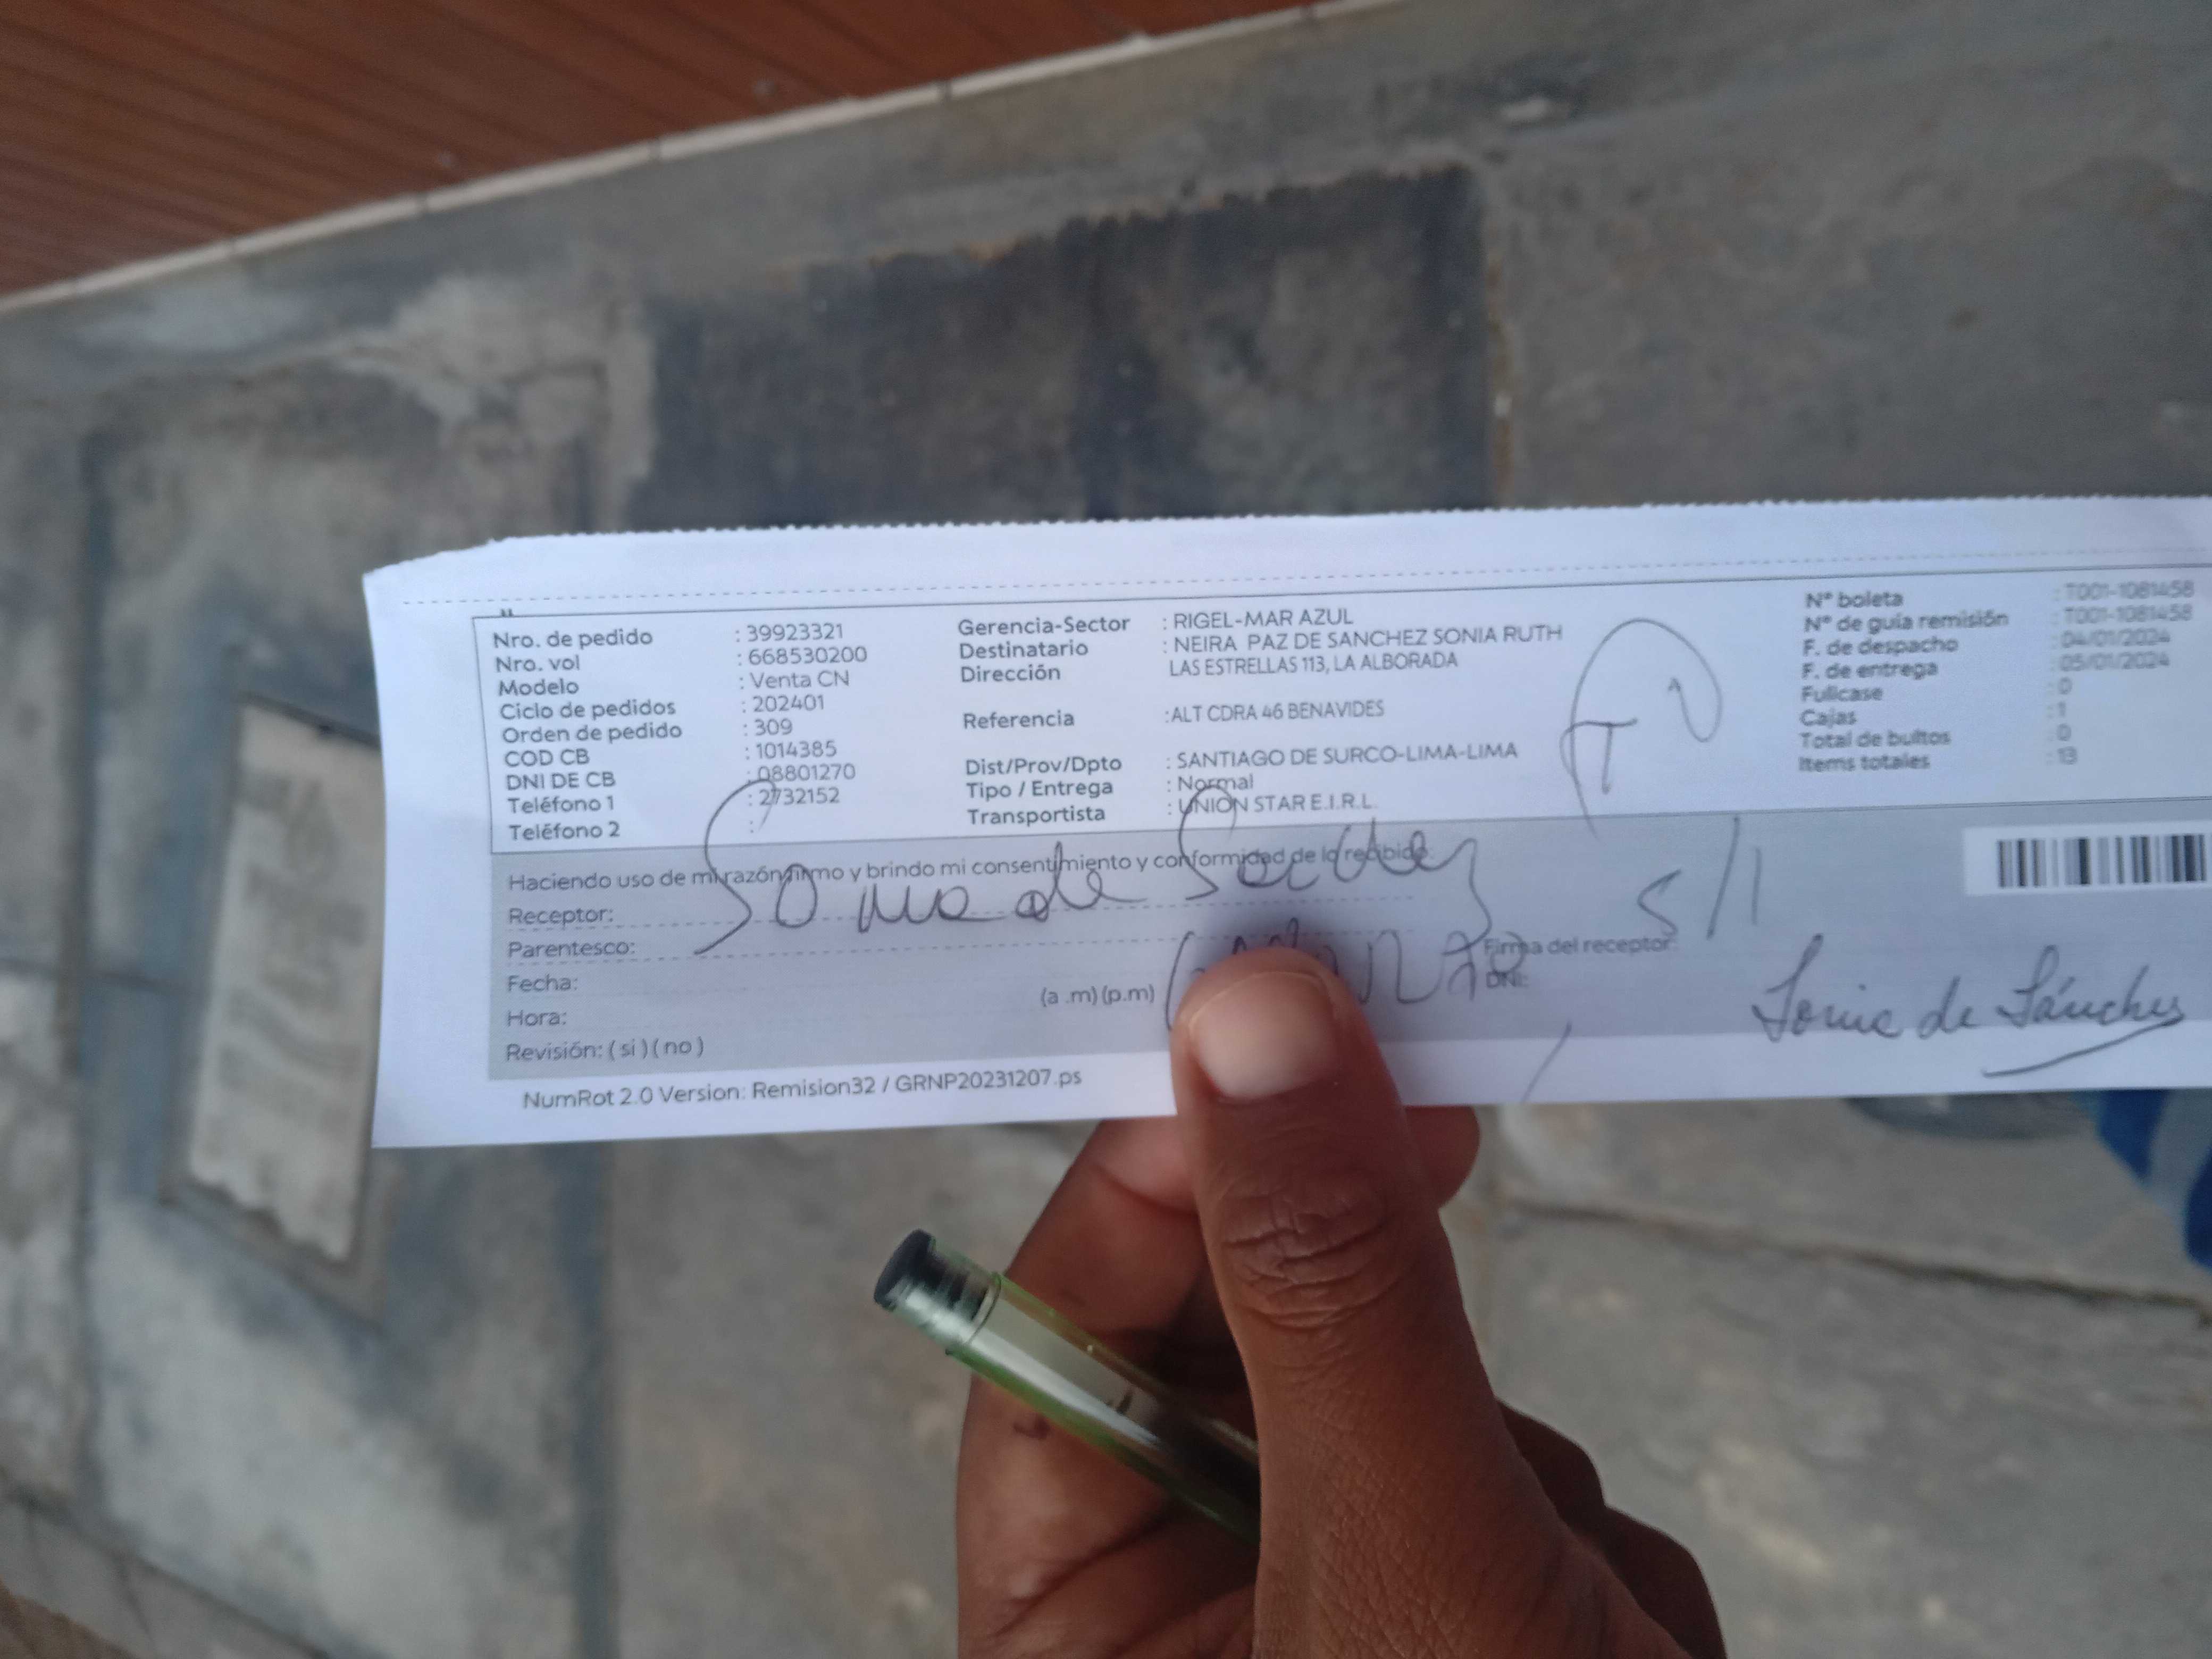 Nro. de pedido : 39923321
Nro. vol : 668530200
Modelo : Venta CN
Ciclo de pedidos : 202401
Orden de pedido : 309
COD CB : 1014385
DNI DE CB : 08801270
Teléfono 1 : 2732152
Teléfono 2 :
Gerencia-Sector : RIGEL-MAR AZUL
Destinatario : NEIRA PAZ DE SANCHEZ SONIA RUTH
Dirección LAS ESTRELLAS 113, LA ALBORADA
Referencia : ALT CDRA 46 BENAVIDES
Dist/Prov/Dpto : SANTIAGO DE SURCO-LIMA-LIMA
Tipo / Entrega : Normal
Transportista : UNION STAR E.I.R.L.
Nº boleta : T001-1081458
Nº de guía remisión : T001-1081458
F. de despacho : 04/01/2024
F. de entrega : 05/01/2024
Fullcase : 0
Cajas : 1
Total de bultos : 0
Items totales : 13
Haciendo uso de mi razón firmo y brindo mi consentimiento y conformidad de lo recibido
Receptor:
Parentesco:
Fecha:
Hora: (a .m) (p.m)
Revisión: ( si ) ( no )
Firma del receptor:
DNI:
Sonia de Sánchez
NumRot 2.0 Version: Remision32 / GRNP20231207.ps